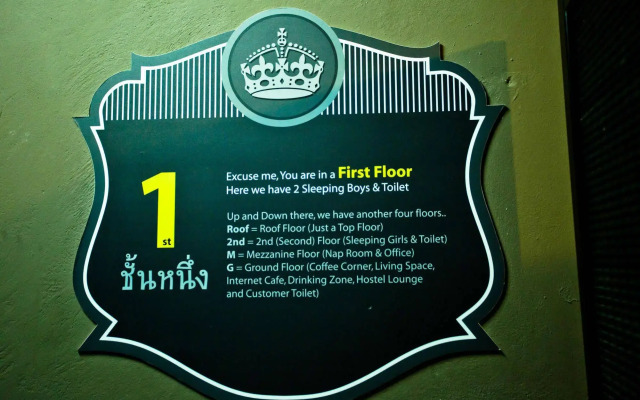 1st
ชั้นหนึ่ง
Excuse me, You are in a First Floor
Here we have 2 Sleeping Boys & Toilet
Up and Down there, we have another four floors..
Roof = Roof Floor (Just a Top Floor)
2nd = 2nd (Second) Floor (Sleeping Girls & Toilet)
M = Mezzanine Floor (Nap Room & Office)
G = Ground Floor (Coffee Corner, Living Space,
Internet Cafe, Drinking Zone, Hostel Lounge
and Customer Toilet)